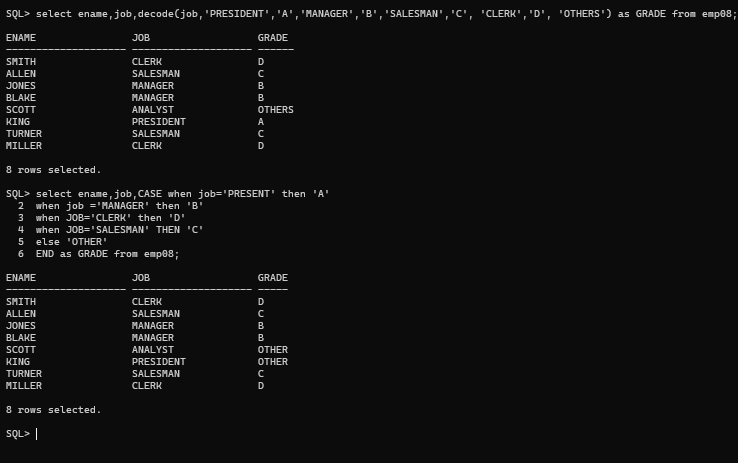 SQL> select ename,job,decode(job,'PRESIDENT','A','MANAGER','B','SALESMAN','C', 'CLERK','D', 'OTHERS') as GRADE from emp08;
ENAME                JOB                  GRADE
-------------------- -------------------- ------
SMITH                CLERK                D
ALLEN                SALESMAN             C
JONES                MANAGER              B
BLAKE                MANAGER              B
SCOTT                ANALYST              OTHERS
KING                 PRESIDENT            A
TURNER               SALESMAN             C
MILLER               CLERK                D
8 rows selected.
SQL> select ename,job,CASE when job='PRESENT' then 'A'
  2  when job ='MANAGER' then 'B'
  3  when JOB='CLERK' then 'D'
  4  when JOB='SALESMAN' THEN 'C'
  5  else 'OTHER'
  6  END as GRADE from emp08;
ENAME                JOB                  GRADE
-------------------- -------------------- -----
SMITH                CLERK                D
ALLEN                SALESMAN             C
JONES                MANAGER              B
BLAKE                MANAGER              B
SCOTT                ANALYST              OTHER
KING                 PRESIDENT            OTHER
TURNER               SALESMAN             C
MILLER               CLERK                D
8 rows selected.
SQL>